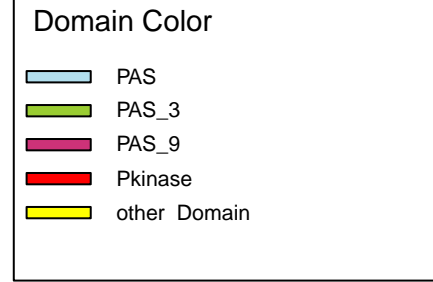 Domain Color
PAS
PAS_3
PAS_9
Pkinase
other Domain